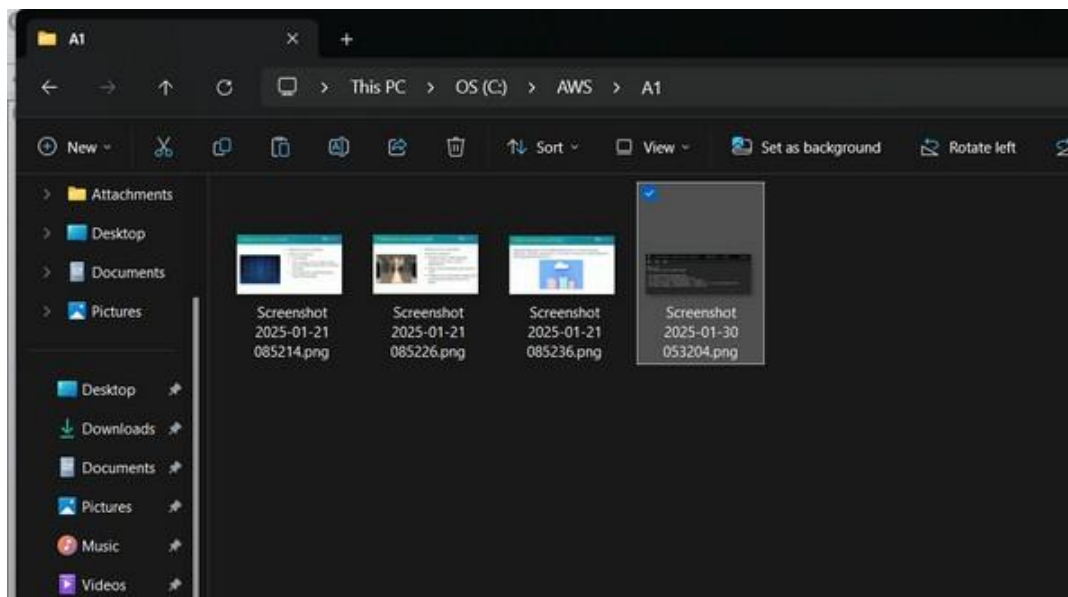 A1
This PC > OS (C:) > AWS > A1
New Sort View Set as background Rotate left
Attachments
Desktop
Documents
Pictures
Screenshot
2025-01-21
085214.png
Screenshot
2025-01-21
085226.png
Screenshot
2025-01-21
085236.png
Screenshot
2025-01-30
053204.png
Desktop
Downloads
Documents
Pictures
Music
Videos